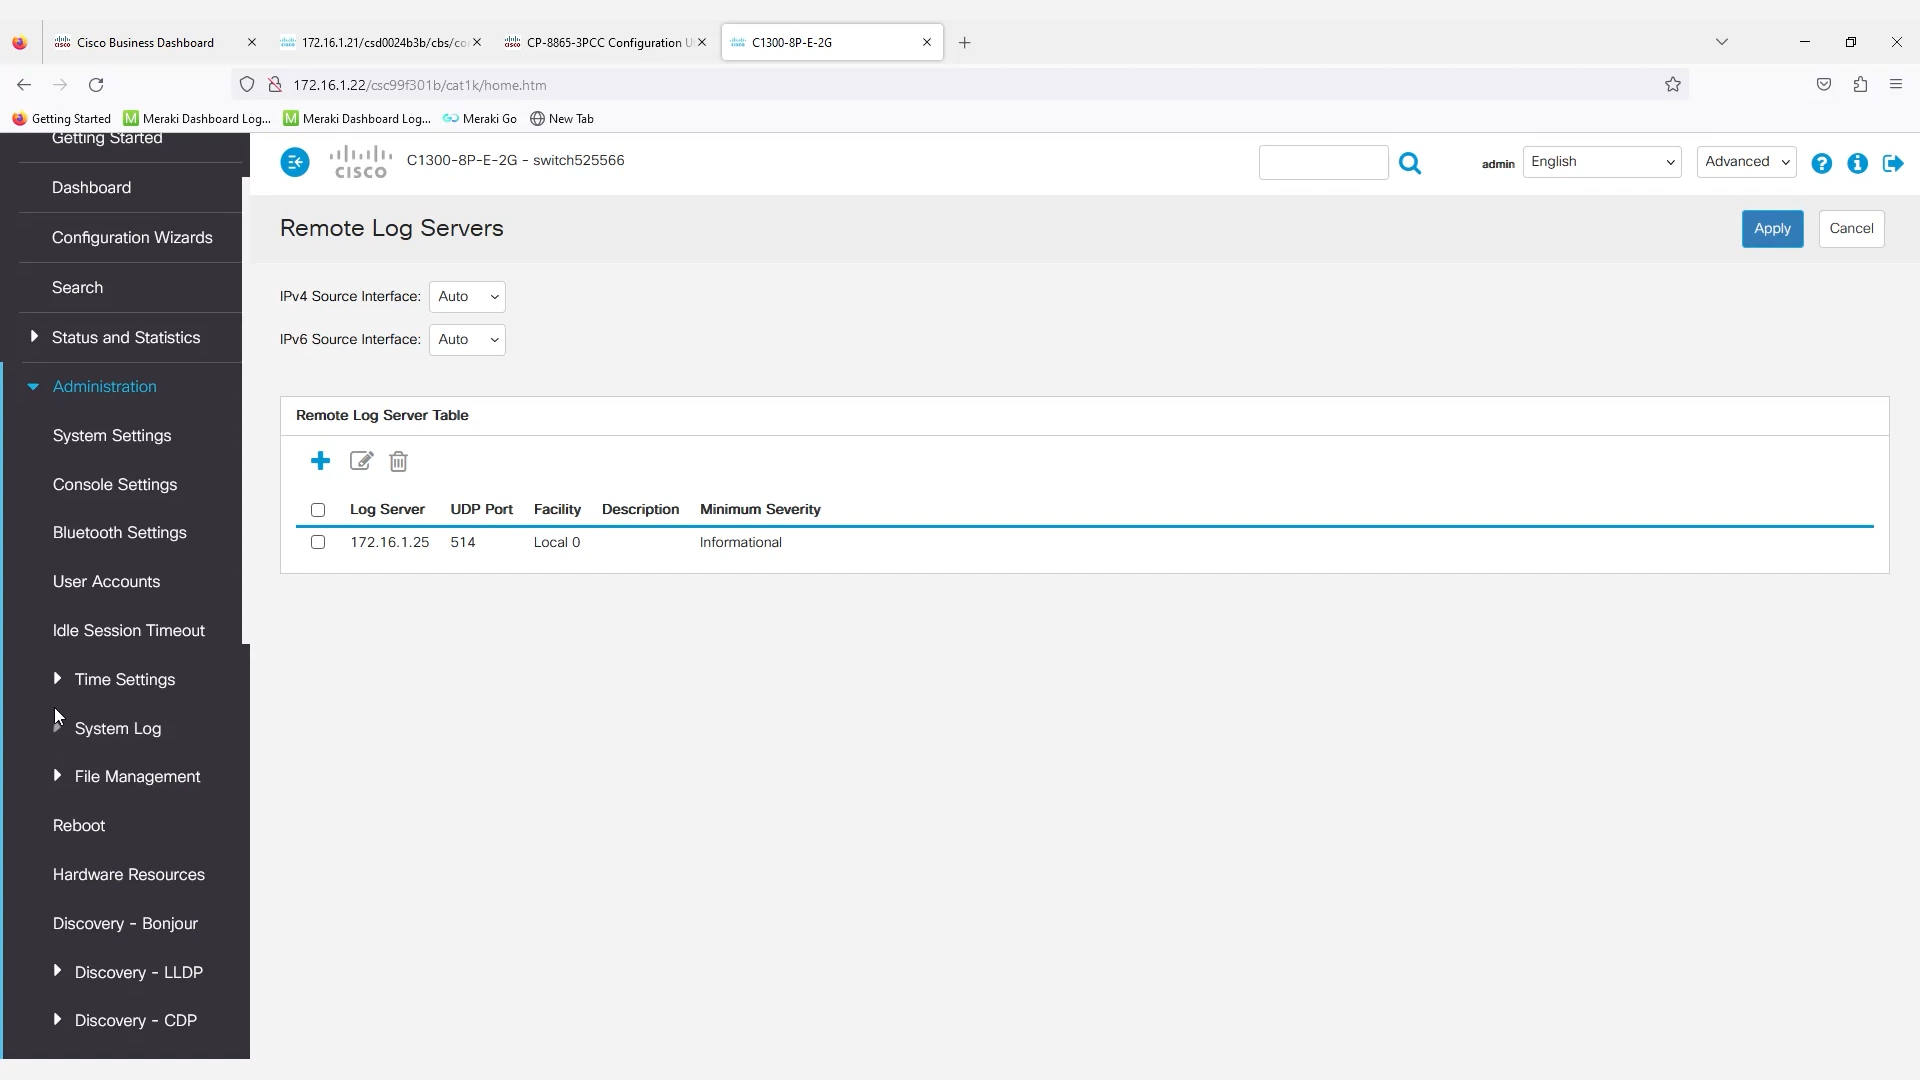 Cisco Business Dashboard
172.16.1.21/csd0024b3b/cbs/co
CP-8865-3PCC Configuration U
C1300-8P-E-2G
172.16.1.22/csc99f301b/cat1k/home.htm
Getting Started
Meraki Dashboard Log...
Meraki Dashboard Log...
Meraki Go
New Tab
Getting Started
Dashboard
Configuration Wizards
Search
Status and Statistics
Administration
System Settings
Console Settings
Bluetooth Settings
User Accounts
Idle Session Timeout
Time Settings
System Log
File Management
Reboot
Hardware Resources
Discovery - Bonjour
Discovery - LLDP
Discovery - CDP
CISCO
C1300-8P-E-2G - switch525566
admin
English
Advanced
Remote Log Servers
Apply
Cancel
IPv4 Source Interface: Auto
IPv6 Source Interface: Auto
Remote Log Server Table
Log Server UDP Port Facility Description Minimum Severity
172.16.1.25 514 Local 0 Informational